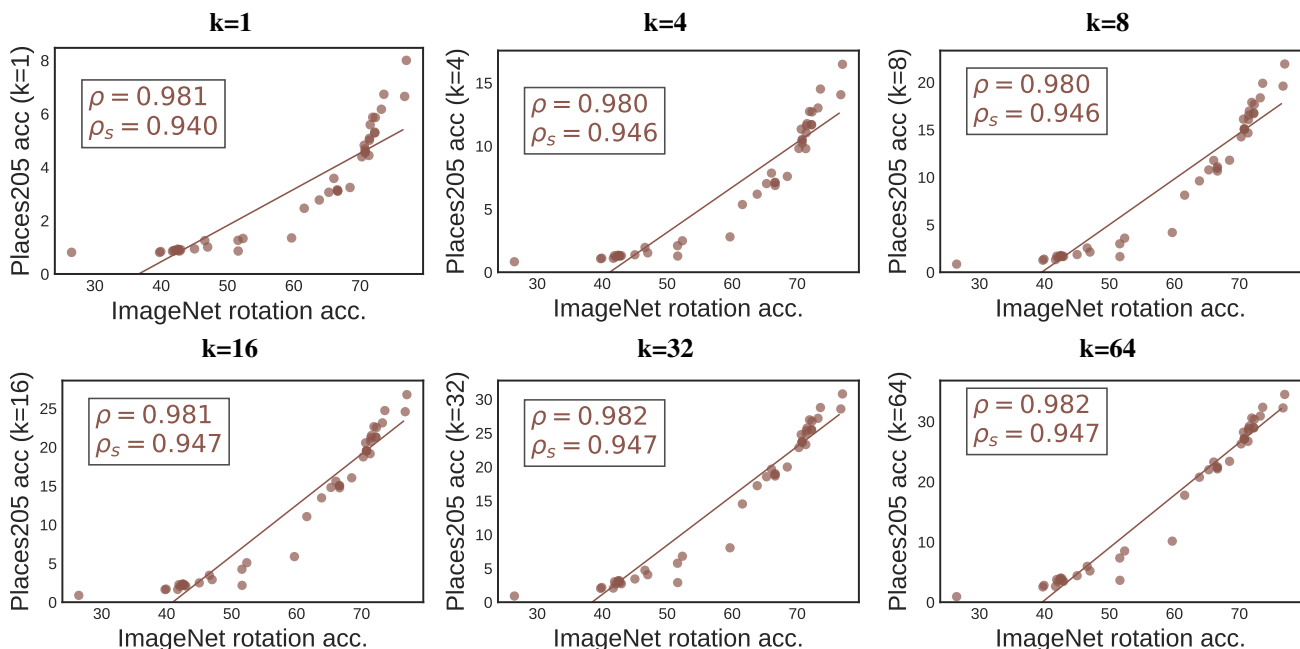 k=1
k=4
k=8
Places205 acc (k=1)
8
6
4
2
0
ρ = 0.981
ρs = 0.940
30 40 50 60 70
ImageNet rotation acc.
Places205 acc (k=4)
15
10
5
0
ρ = 0.980
ρs = 0.946
30 40 50 60 70
ImageNet rotation acc.
Places205 acc (k=8)
20
15
10
5
0
ρ = 0.980
ρs = 0.946
30 40 50 60 70
ImageNet rotation acc.
k=16
k=32
k=64
Places205 acc (k=16)
25
20
15
10
5
0
ρ = 0.981
ρs = 0.947
30 40 50 60 70
ImageNet rotation acc.
Places205 acc (k=32)
30
25
20
15
10
5
0
ρ = 0.982
ρs = 0.947
30 40 50 60 70
ImageNet rotation acc.
Places205 acc (k=64)
30
20
10
0
ρ = 0.982
ρs = 0.947
30 40 50 60 70
ImageNet rotation acc.